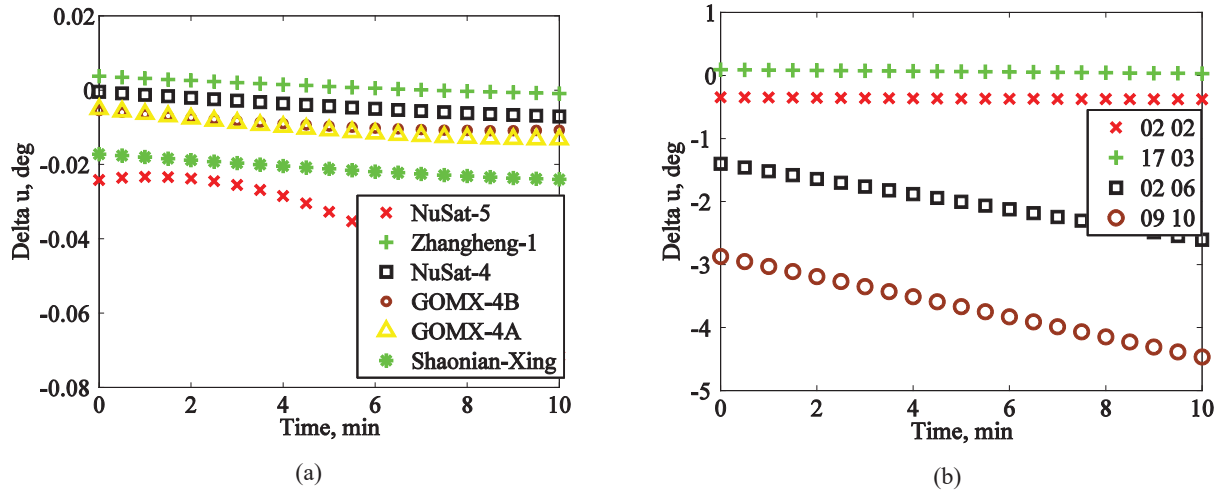 0.02
0
-0.02
-0.04
-0.06
-0.08
Delta u, deg
NuSat-5
Zhangheng-1
NuSat-4
GOMX-4B
GOMX-4A
Shaonian-Xing
0 2 4 6 8 10
Time, min
(a)
1
0
-1
-2
-3
-4
-5
Delta u, deg
02 02
17 03
02 06
09 10
0 2 4 6 8 10
Time, min
(b)